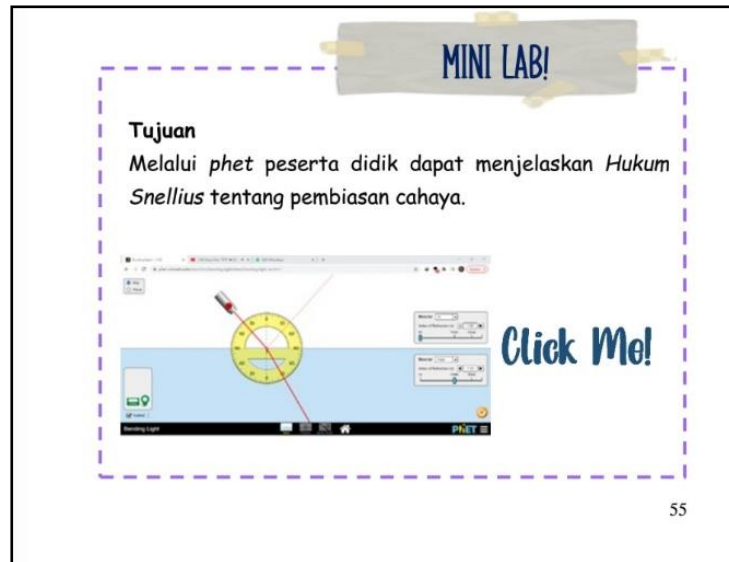 MINI LAB!
Tujuan
Melalui phet peserta didik dapat menjelaskan Hukum
Snellius tentang pembiasan cahaya.
Click Me!
Bending Light
PhET
55